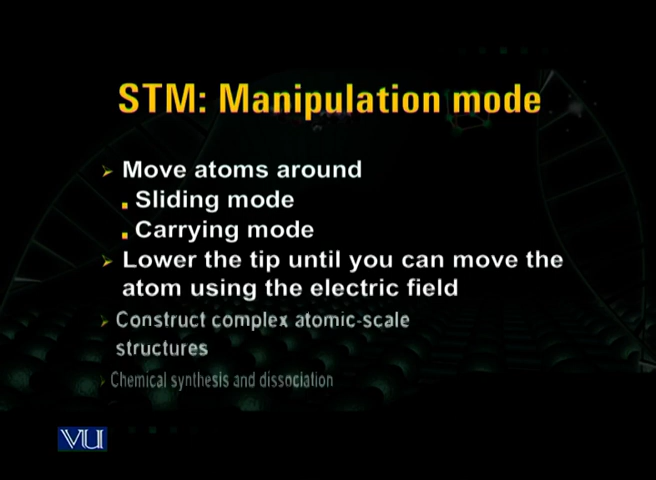 STM: Manipulation mode
Move atoms around
Sliding mode
Carrying mode
Lower the tip until you can move the
atom using the electric field
Construct complex atomic-scale
structures
Chemical synthesis and dissociation
VU